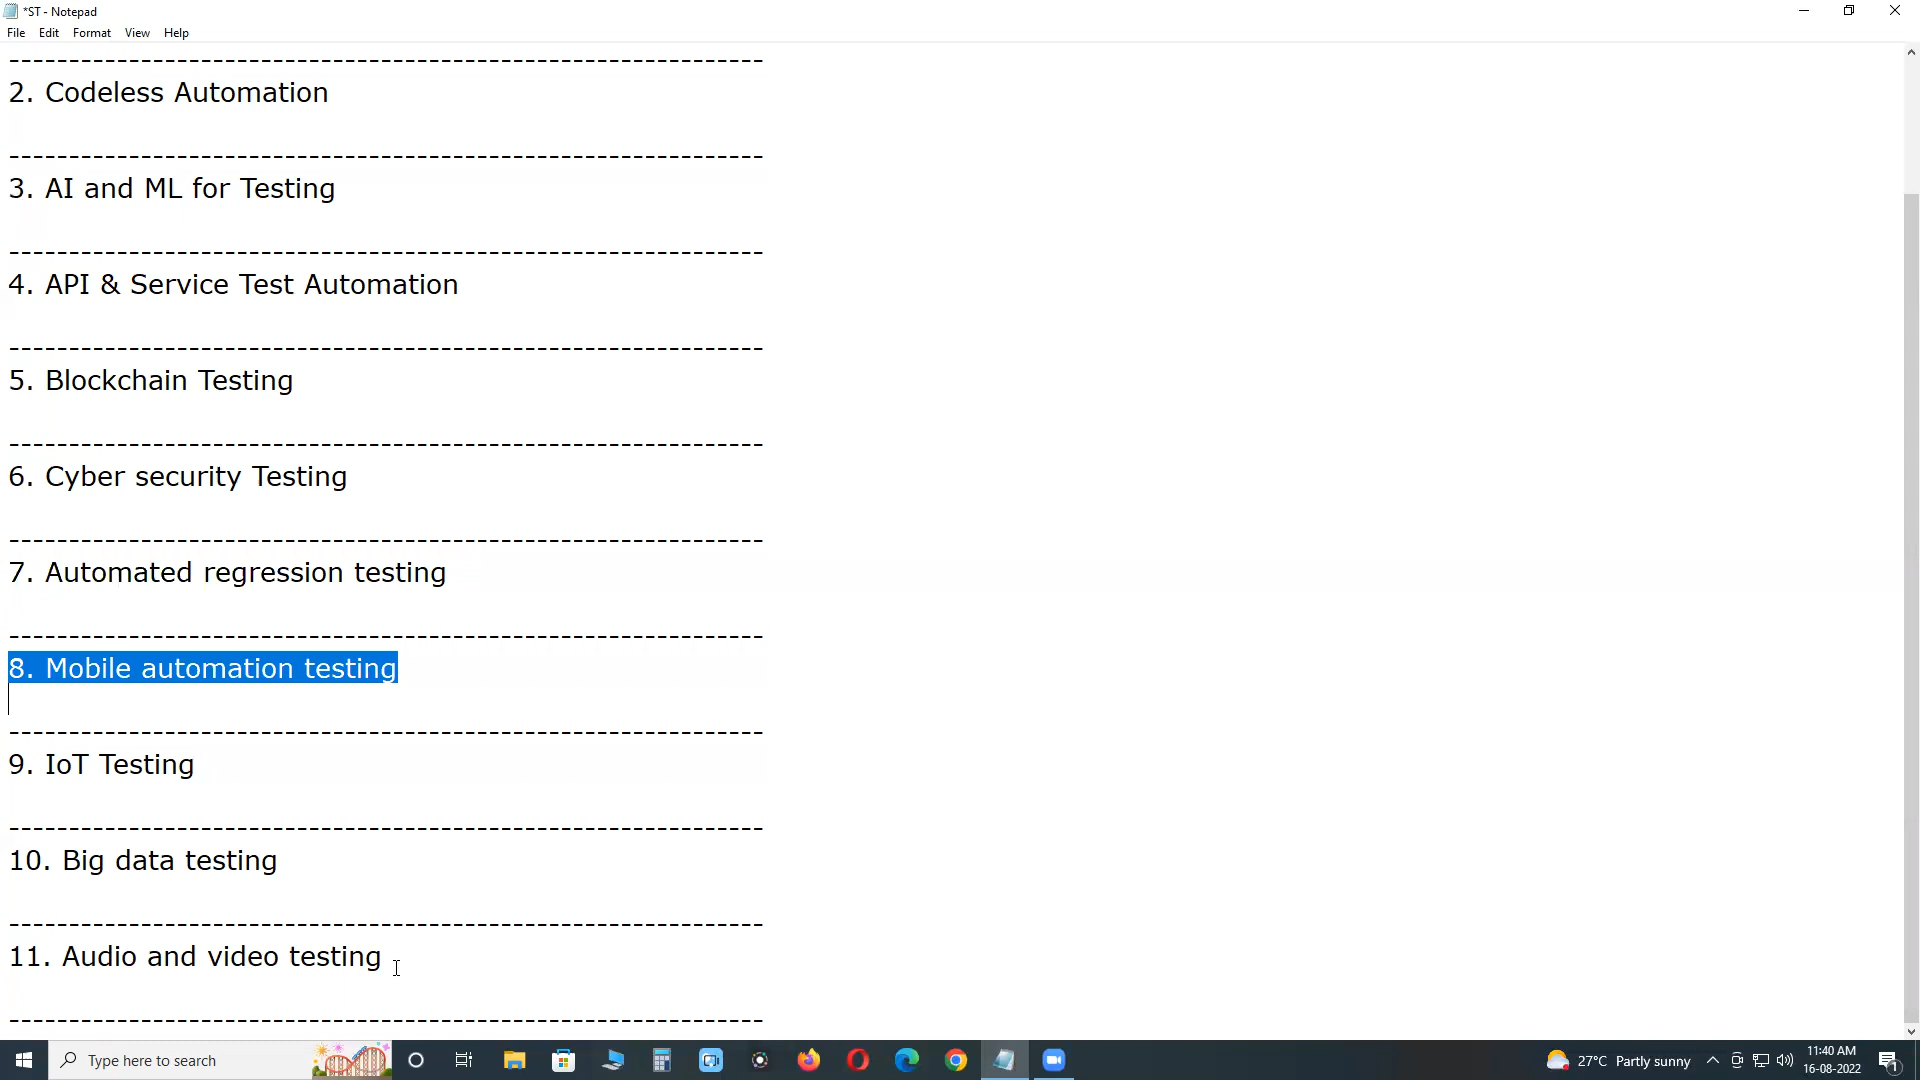 *ST - Notepad
File Edit Format View Help
---------------------------------------------------------------
2. Codeless Automation
---------------------------------------------------------------
3. AI and ML for Testing
---------------------------------------------------------------
4. API & Service Test Automation
---------------------------------------------------------------
5. Blockchain Testing
---------------------------------------------------------------
6. Cyber security Testing
---------------------------------------------------------------
7. Automated regression testing
---------------------------------------------------------------
8. Mobile automation testing
---------------------------------------------------------------
9. IoT Testing
---------------------------------------------------------------
10. Big data testing
---------------------------------------------------------------
11. Audio and video testing
---------------------------------------------------------------
Type here to search
27°C Partly sunny
11:40 AM
16-08-2022
1